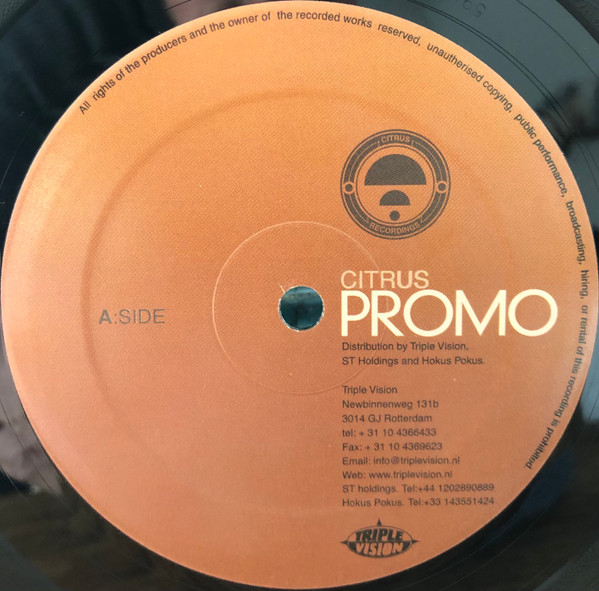 All rights of the producers and the owner of the recorded works reserved, unauthorised copying, public performance, broadcasting, hiring, or rental of this recording is prohibited
CITRUS
RECORDINGS
CITRUS
PROMO
A:SIDE
Distribution by Triple Vision,
ST Holdings and Hokus Pokus.
Triple Vision
Newbinnenweg 131b
3014 GJ Rotterdam
tel: + 31 10 4366433
Fax: + 31 10 4369623
Email: info@triplevision.nl
Web: www.triplevision.nl
ST holdings. Tel:+44 1202890889
Hokus Pokus. Tel:+33 143551424
TRIPLE
VISION